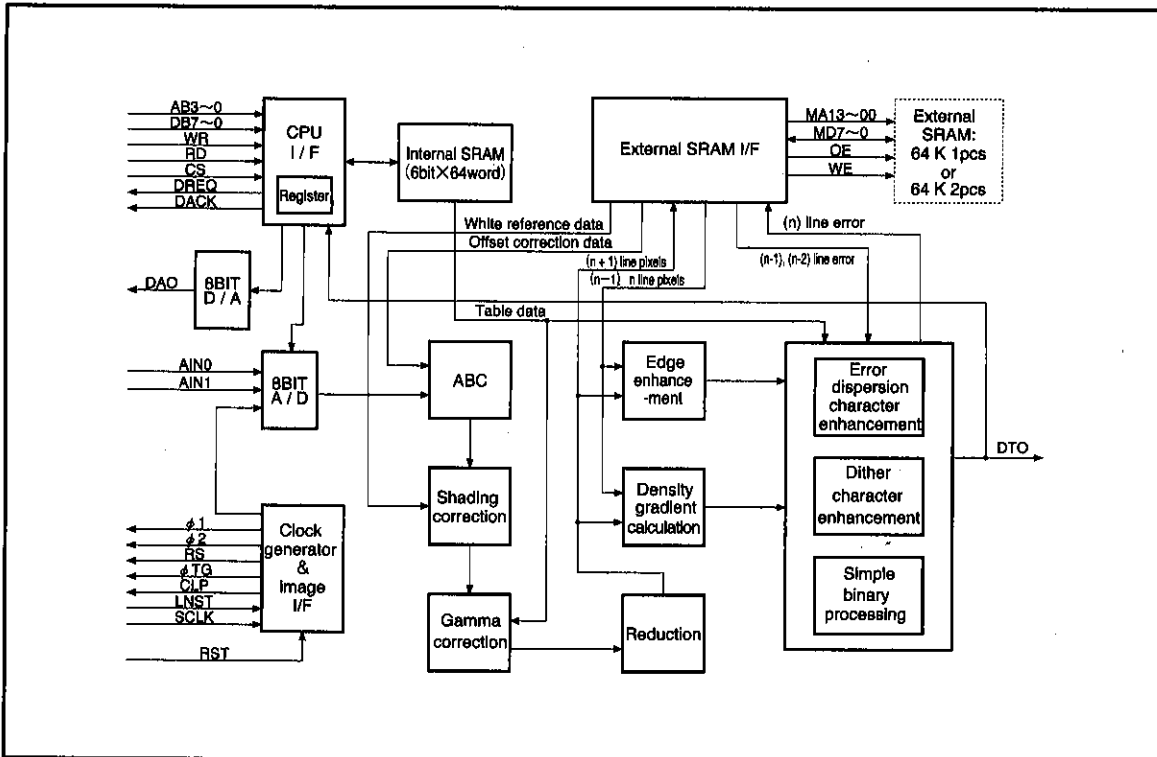 AB3~0
DB7~0
WR
RD
CS
DREQ
DACK
CPU
I / F
Register
Internal SRAM
(6bit×64word)
External SRAM I/F
MA13~00
MD7~0
OE
WE
External
SRAM:
64 K 1pcs
or
64 K 2pcs
White reference data
Offset correction data
(n + 1) line pixels
(n−1) n line pixels
(n) line error
(n-1), (n-2) line error
DAO
8BIT
D / A
Table data
AIN0
AIN1
8BIT
A / D
ABC
Edge
enhance
-ment
Error
dispersion
character
enhancement
DTO
Shading
correction
Density
gradient
calculation
Dither
character
enhancement
φ1
φ2
RS
φTG
CLP
LNST
SCLK
RST
Clock
generator
&
image
I/F
Gamma
correction
Reduction
Simple
binary
processing